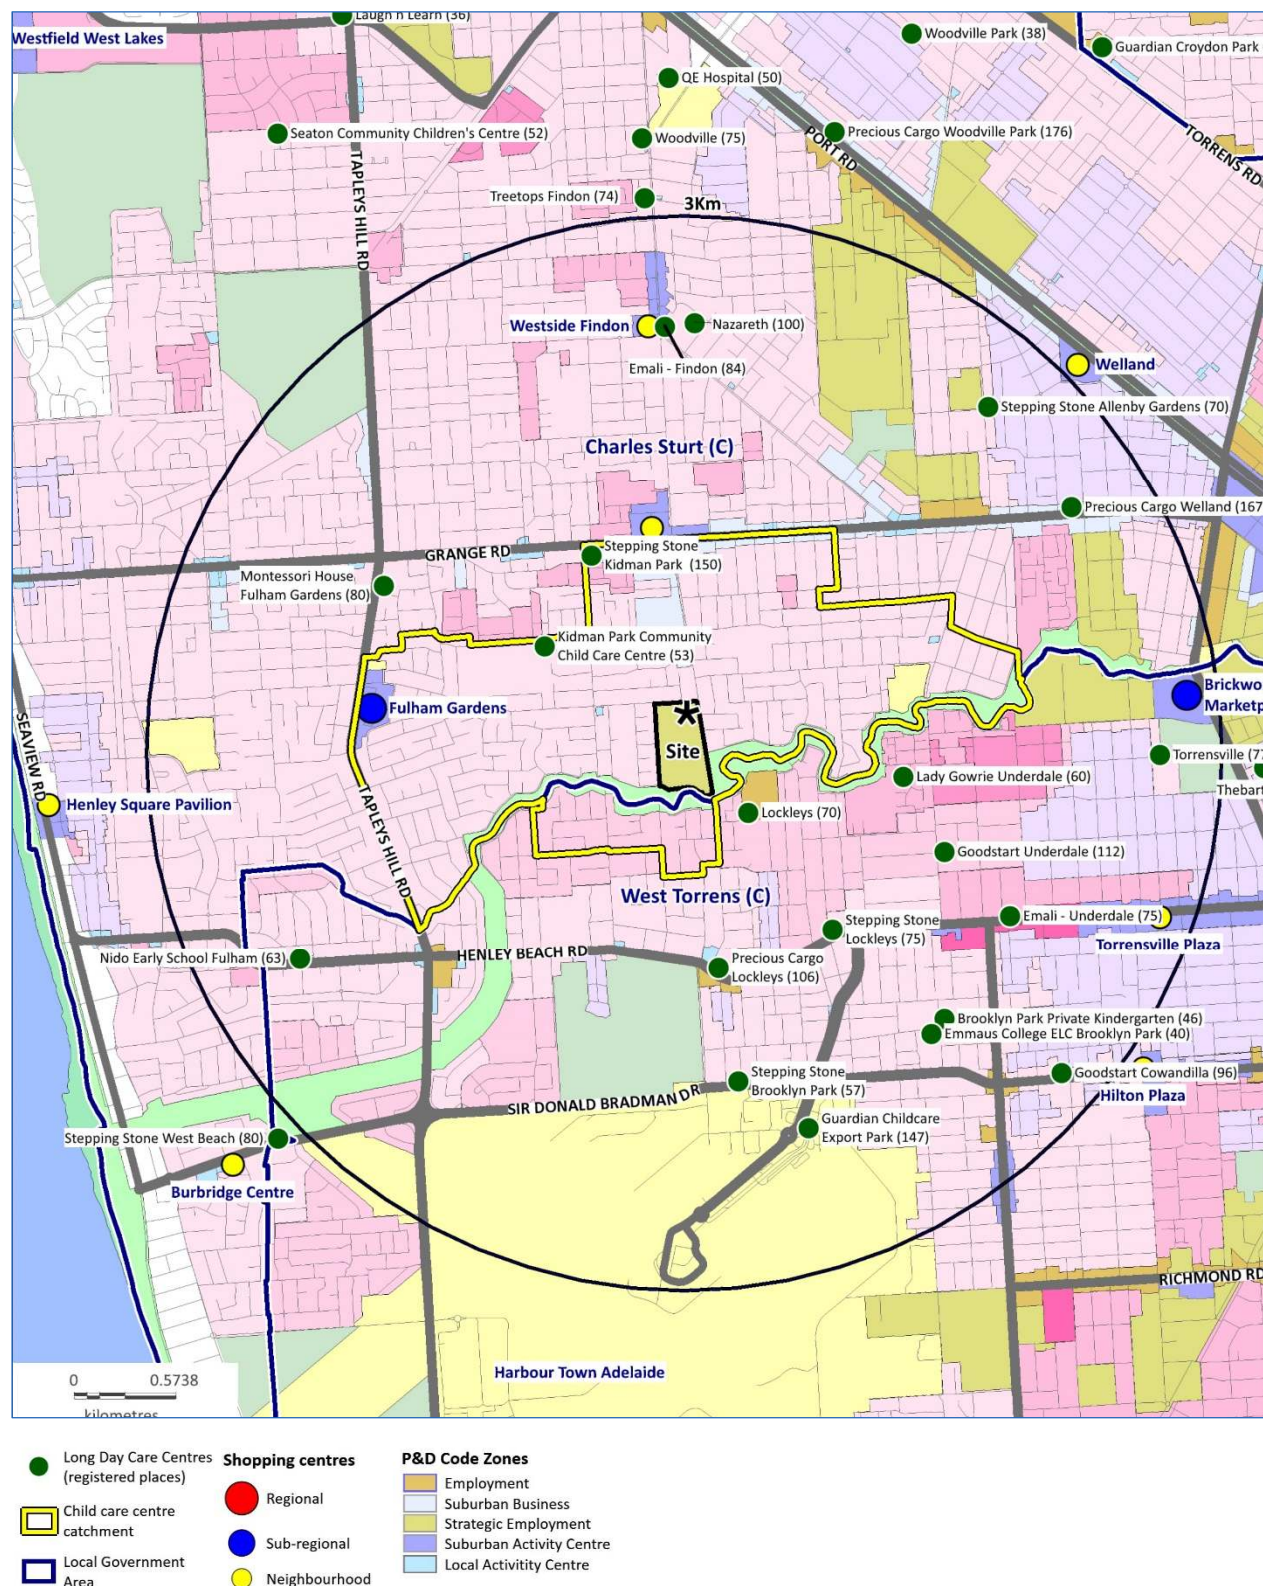 Laugh n Learn (36)
Westfield West Lakes
Woodville Park (38)
Guardian Croydon Park
QE Hospital (50)
Seaton Community Children's Centre (52)
Woodville (75)
Precious Cargo Woodville Park (176)
PORT RD
TORRENS RD
TAPLEYS HILL RD
Treetops Findon (74)
3Km
Westside Findon
Nazareth (100)
Emali - Findon (84)
Welland
Stepping Stone Allenby Gardens (70)
Charles Sturt (C)
Precious Cargo Welland (167
GRANGE RD
Stepping Stone
Kidman Park (150)
Montessori House
Fulham Gardens (80)
Kidman Park Community
Child Care Centre (53)
Fulham Gardens
*
Site
Brickwo
Marketp
SEAVIEW RD
Torrensville (77
Lady Gowrie Underdale (60)
Thebart
Henley Square Pavilion
Lockleys (70)
TAPLEYS HILL RD
Goodstart Underdale (112)
West Torrens (C)
Stepping Stone
Lockleys (75)
Emali - Underdale (75)
Torrensville Plaza
Nido Early School Fulham (63)
HENLEY BEACH RD
Precious Cargo
Lockleys (106)
Brooklyn Park Private Kindergarten (46)
Emmaus College ELC Brooklyn Park (40)
Stepping Stone
Brooklyn Park (57)
Goodstart Cowandilla (96)
Hilton Plaza
SIR DONALD BRADMAN DR
Stepping Stone West Beach (80)
Guardian Childcare
Export Park (147)
Burbridge Centre
RICHMOND RD
Harbour Town Adelaide
0 0.5738
kilometres
Long Day Care Centres
(registered places)
Child care centre
catchment
Local Government
Area
Shopping centres
Regional
Sub-regional
Neighbourhood
P&D Code Zones
Employment
Suburban Business
Strategic Employment
Suburban Activity Centre
Local Activitity Centre